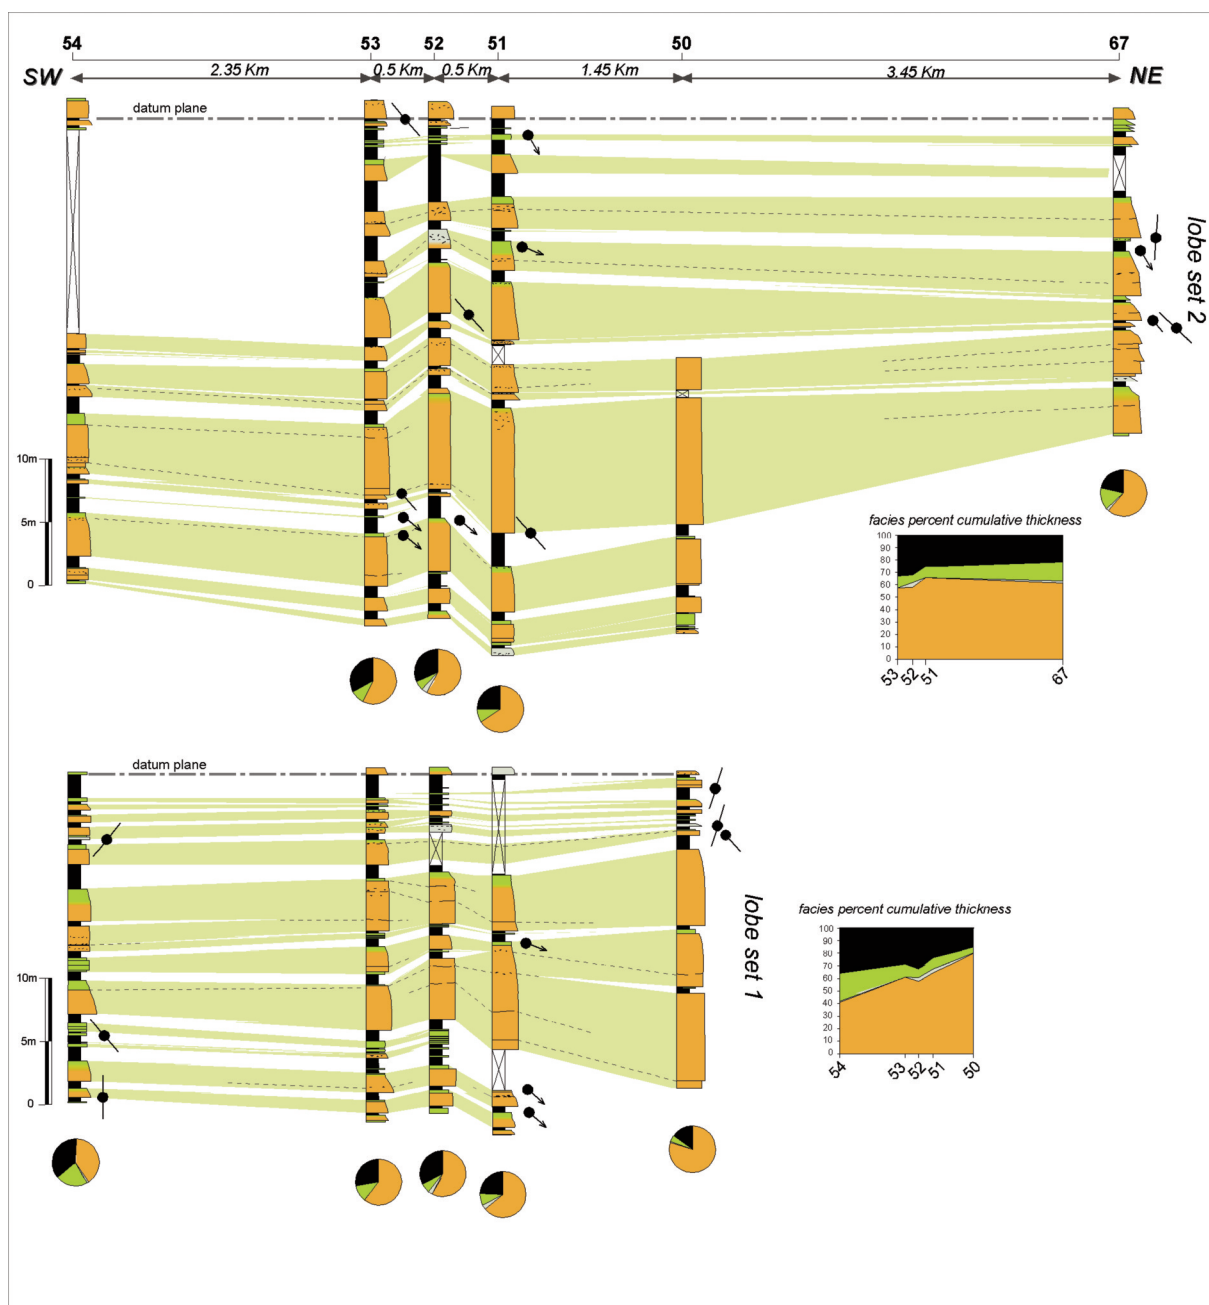 54 53 52 51 50 67
SW 2.35 Km 0.5 Km 0.5 Km 1.45 Km 3.45 Km NE
datum plane
lobe set 2
10m
5m
0
facies percent cumulative thickness
100
90
80
70
60
50
40
30
20
10
0
53 52 51 67
datum plane
lobe set 1
10m
5m
0
facies percent cumulative thickness
100
90
80
70
60
50
40
30
20
10
0
54 53 52 51 50